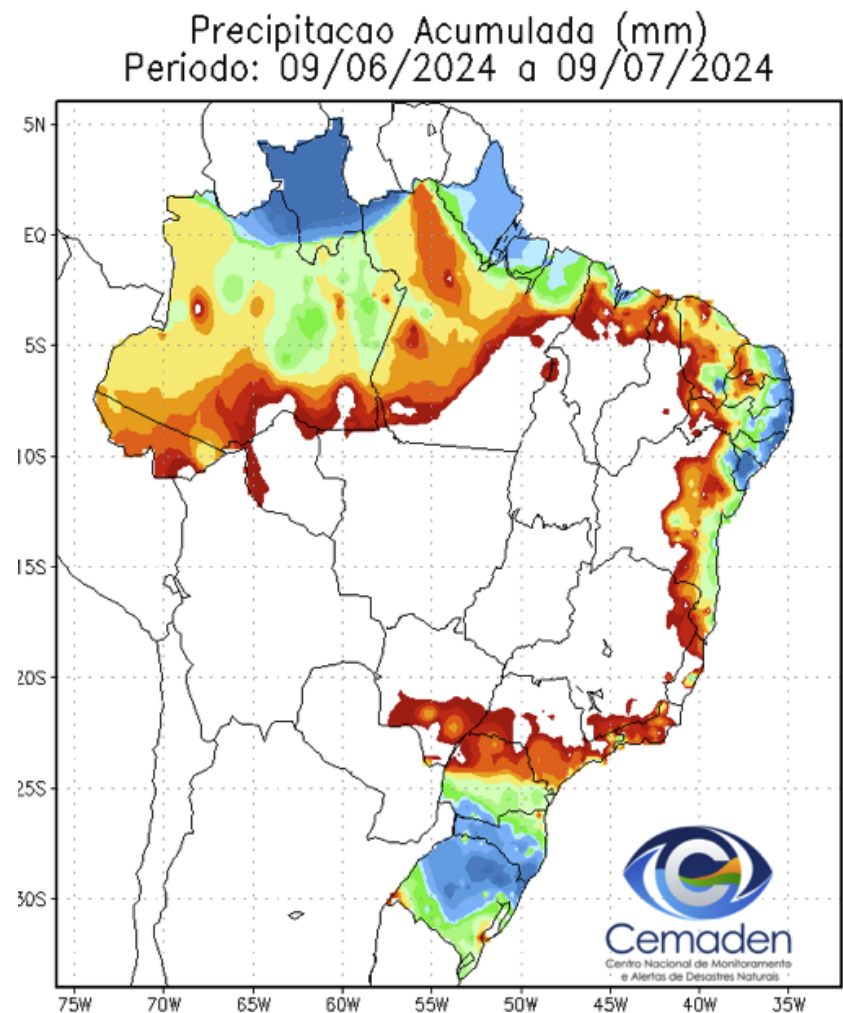 Precipitacao Acumulada (mm)
Periodo: 09/06/2024 a 09/07/2024
5N
EQ
5S
10S
15S
20S
25S
30S
75W 70W 65W 60W 55W 50W 45W 40W 35W
Cemaden
Centro Nacional de Monitoramento
e Alertas de Desastres Naturais